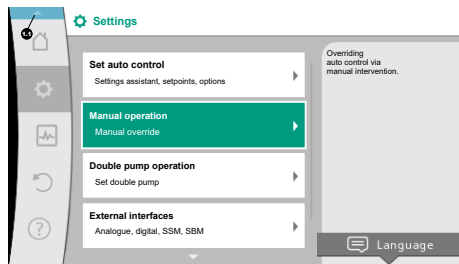 1.1
Settings
Set auto control
Settings assistant, setpoints, options
Manual operation
Manual override
Double pump operation
Set double pump
External interfaces
Analogue, digital, SSM, SBM
Overriding
auto control via
manual intervention.
Language